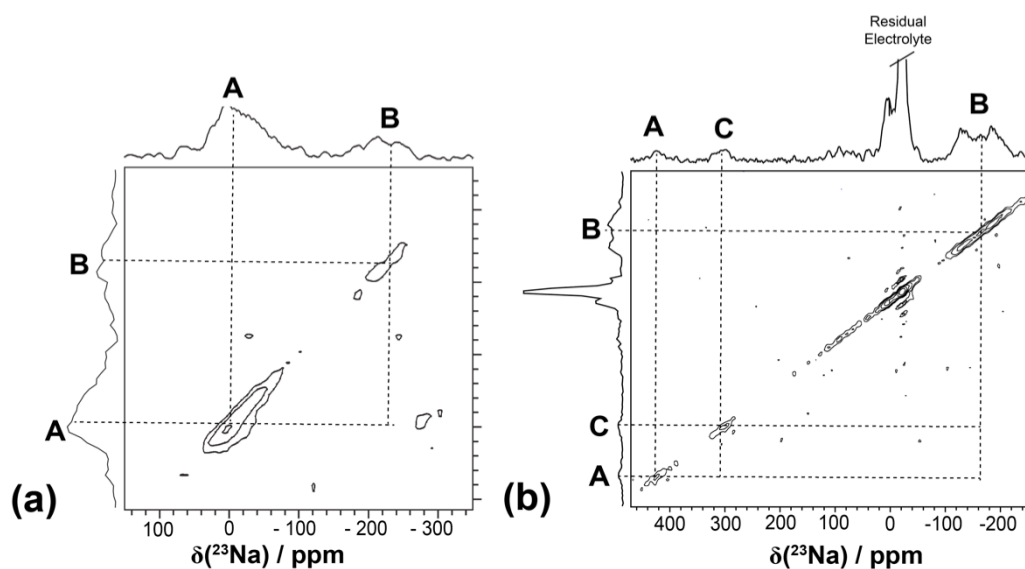 Residual
Electrolyte
A
B
A
C
B
B
A
B
C
A
(a)
(b)
100 0 -100 -200 -300
400 300 200 100 0 -100 -200
δ(²³Na) / ppm
δ(²³Na) / ppm